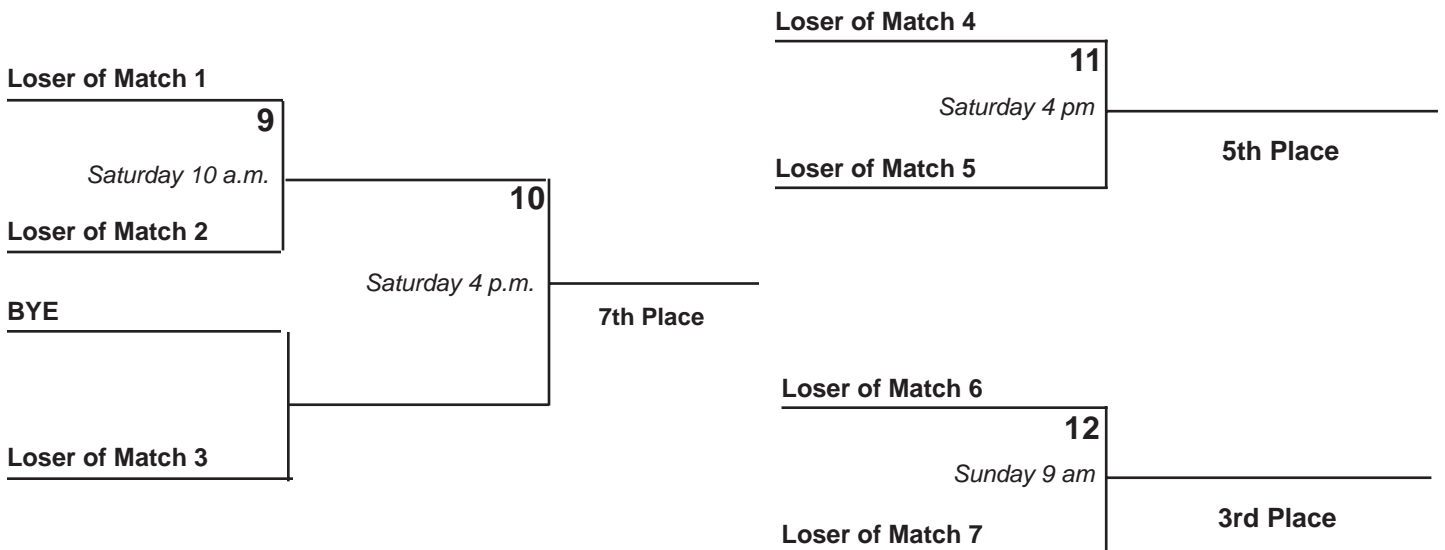 Loser of Match 1
9
Saturday 10 a.m.
Loser of Match 2
BYE
Loser of Match 3
10
Saturday 4 p.m.
7th Place
Loser of Match 4
11
Saturday 4 pm
Loser of Match 5
5th Place
Loser of Match 6
12
Sunday 9 am
Loser of Match 7
3rd Place